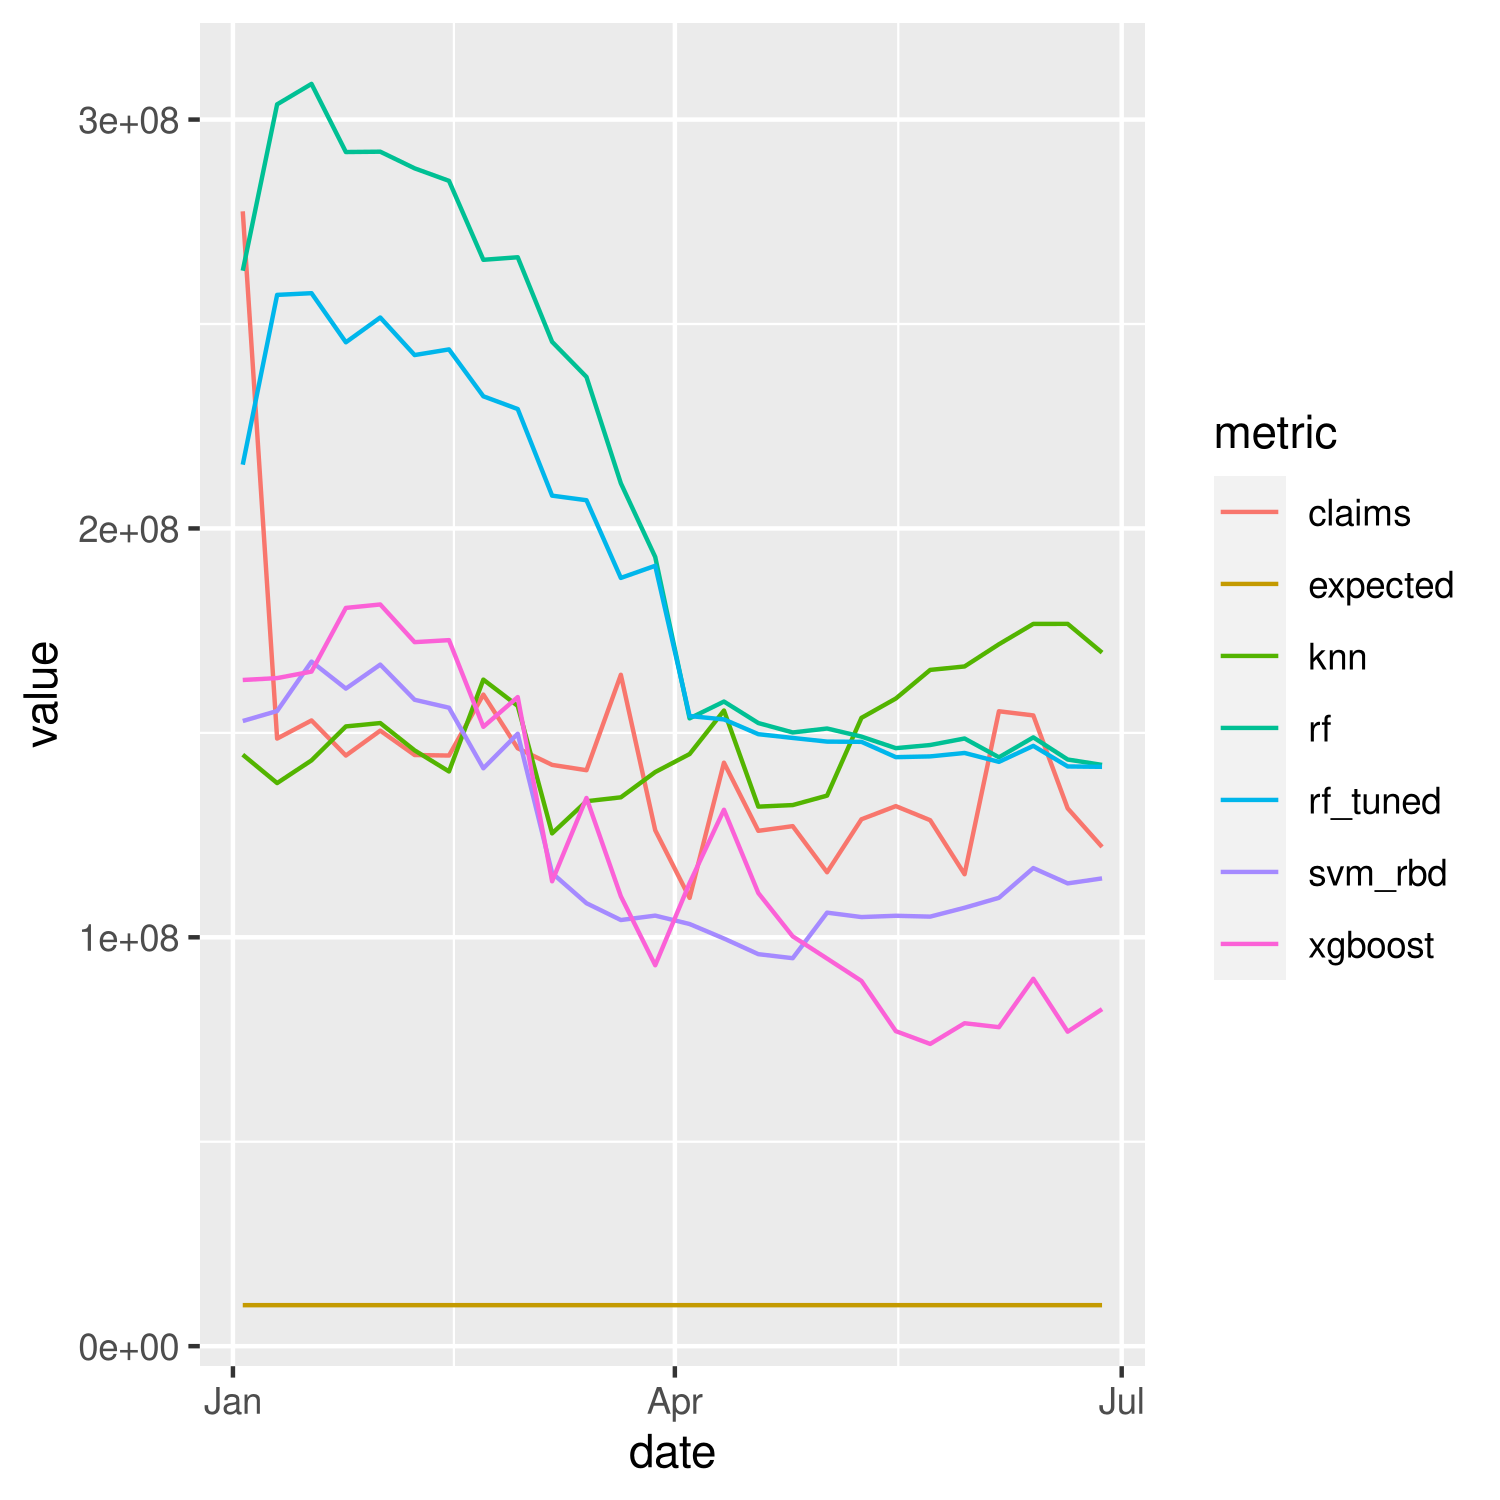 3e+08
2e+08
1e+08
0e+00
value
Jan
Apr
Jul
date
metric
claims
expected
knn
rf
rf_tuned
svm_rbd
xgboost